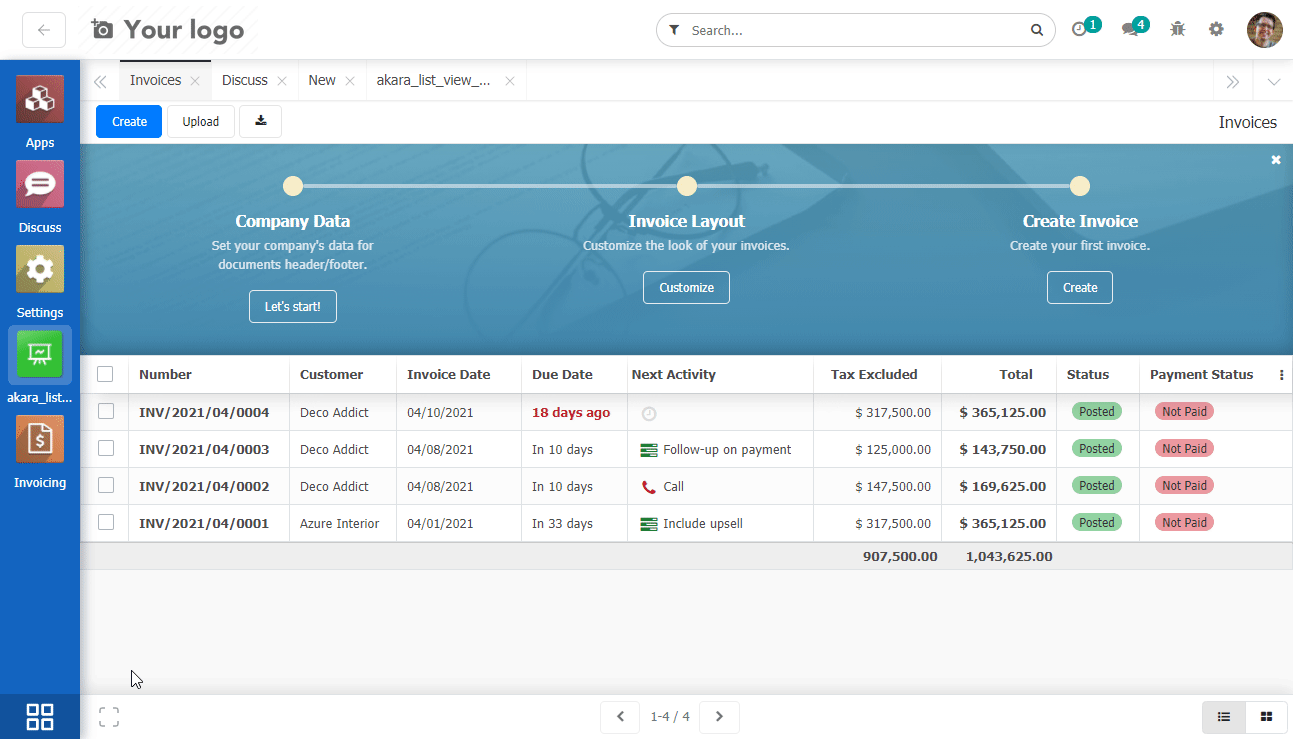 Your logo
Search...
1
4
Apps
Discuss
Settings
akara_list...
Invoicing
Invoices
Discuss
New
akara_list_view_...
Create
Upload
Invoices
Company Data
Set your company's data for
documents header/footer.
Let's start!
Invoice Layout
Customize the look of your invoices.
Customize
Create Invoice
Create your first invoice.
Create
Number Customer Invoice Date Due Date Next Activity Tax Excluded Total Status Payment Status
INV/2021/04/0004 Deco Addict 04/10/2021 18 days ago $ 317,500.00 $ 365,125.00 Posted Not Paid
INV/2021/04/0003 Deco Addict 04/08/2021 In 10 days Follow-up on payment $ 125,000.00 $ 143,750.00 Posted Not Paid
INV/2021/04/0002 Deco Addict 04/08/2021 In 10 days Call $ 147,500.00 $ 169,625.00 Posted Not Paid
INV/2021/04/0001 Azure Interior 04/01/2021 In 33 days Include upsell $ 317,500.00 $ 365,125.00 Posted Not Paid
907,500.00 1,043,625.00
1-4 / 4